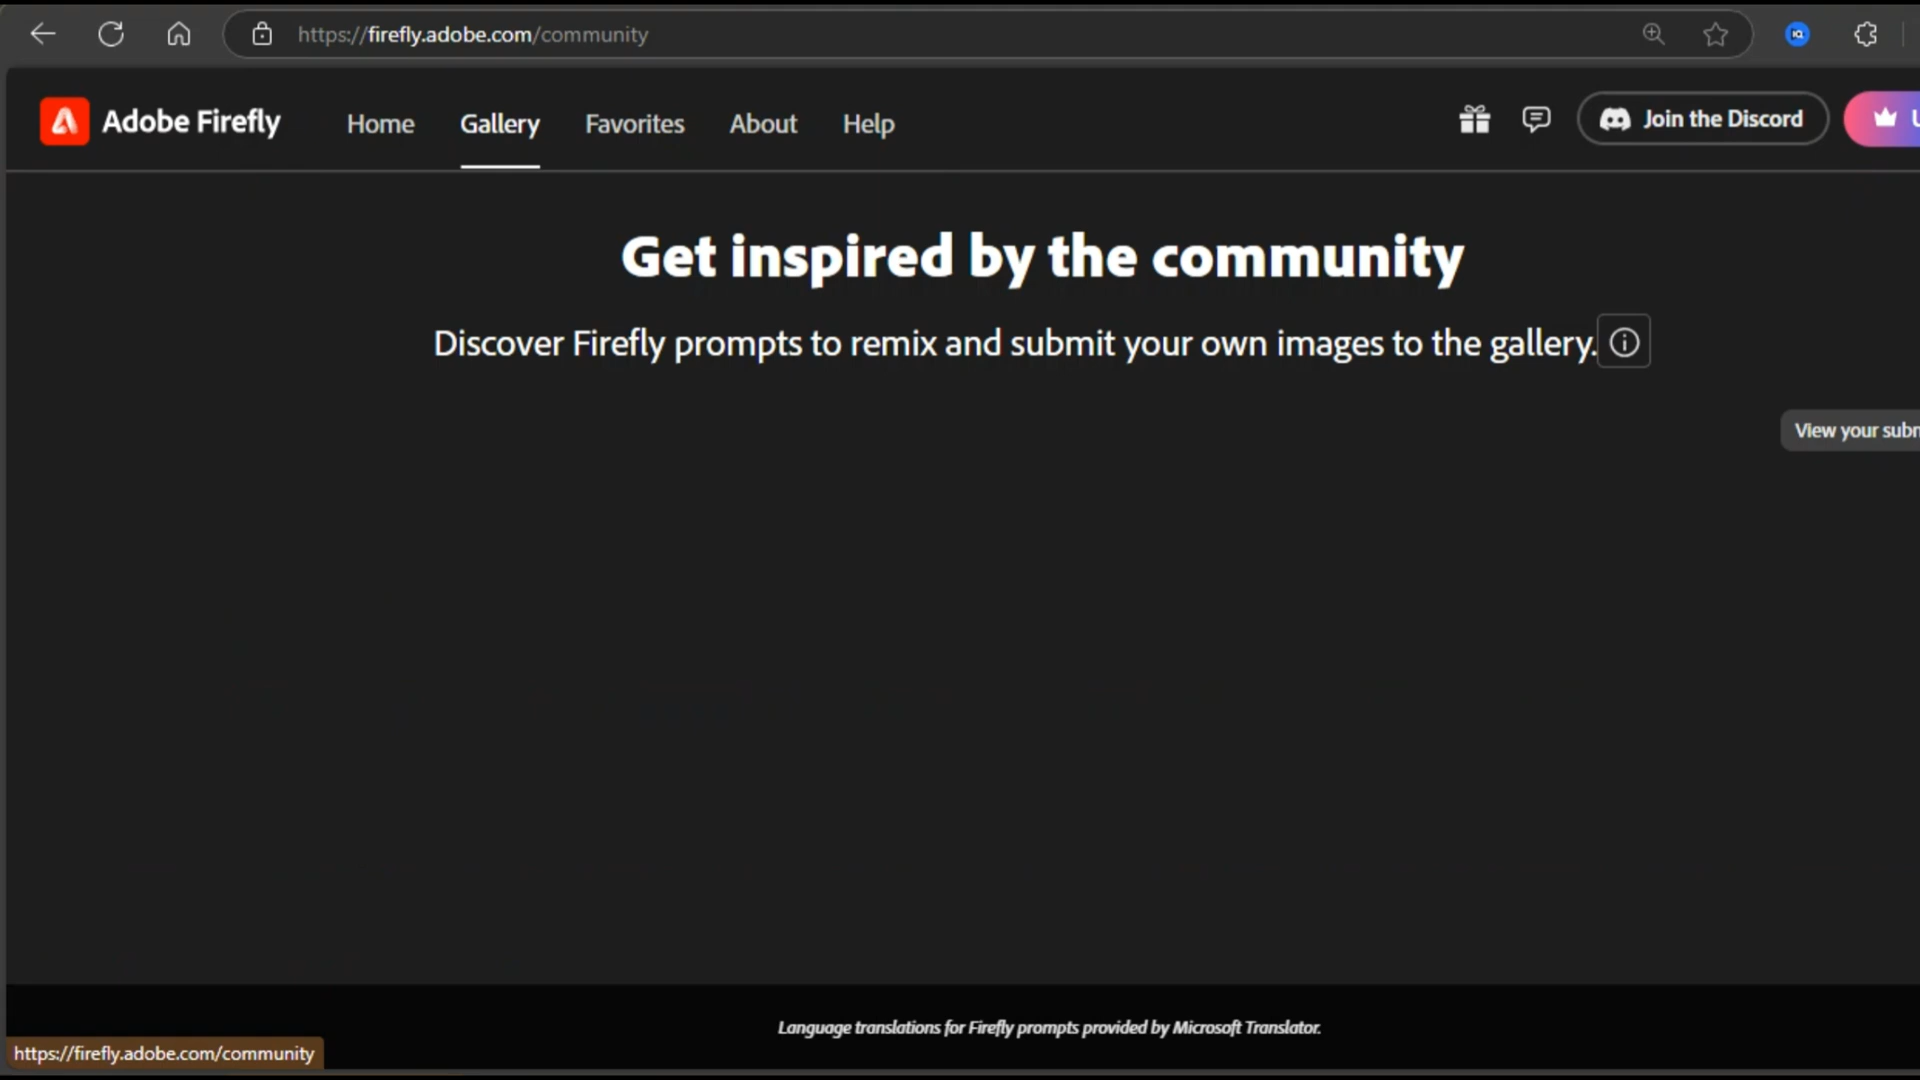 https://firefly.adobe.com/community
Adobe Firefly
Home
Gallery
Favorites
About
Help
Join the Discord
Get inspired by the community
Discover Firefly prompts to remix and submit your own images to the gallery.
View your
Language translations for Firefly prompts provided by Microsoft Translator.
https://firefly.adobe.com/community